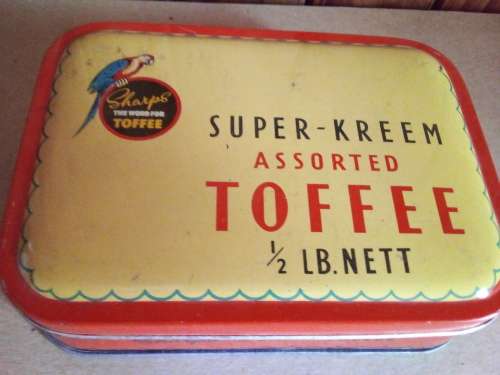 Sharps
THE WORD FOR
TOFFEE
SUPER-KREEM
ASSORTED
TOFFEE
½ LB. NETT